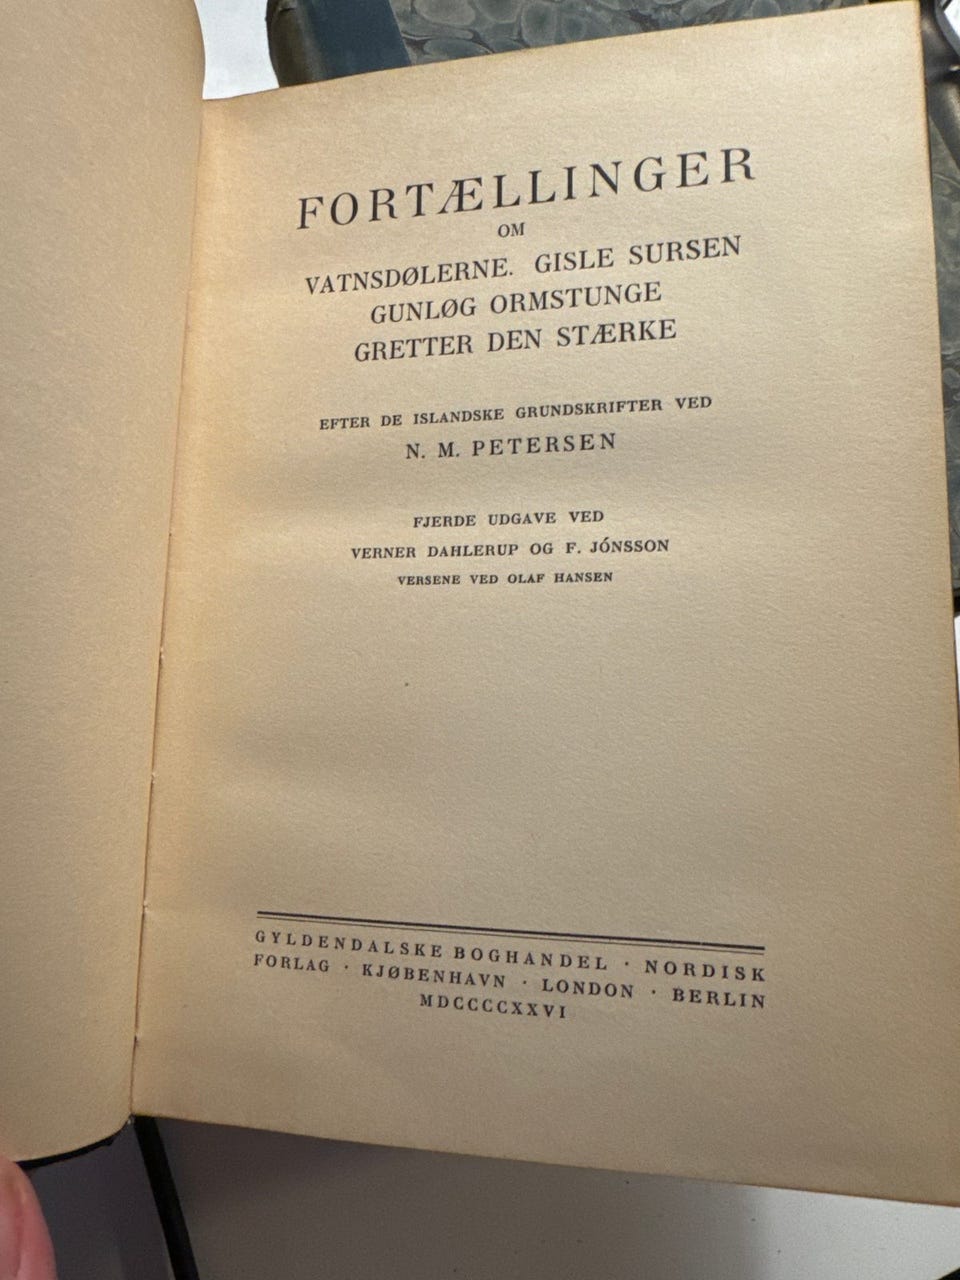 FORTÆLLINGER
OM
VATNSDØLERNE. GISLE SURSEN
GUNLØG ORMSTUNGE
GRETTER DEN STÆRKE
EFTER DE ISLANDSKE GRUNDSKRIFTER VED
N. M. PETERSEN
FJERDE UDGAVE VED
VERNER DAHLERUP OG F. JÓNSSON
VERSENE VED OLAF HANSEN
GYLDENDALSKE BOGHANDEL · NORDISK
FORLAG · KJØBENHAVN · LONDON · BERLIN
MDCCCCXXVI